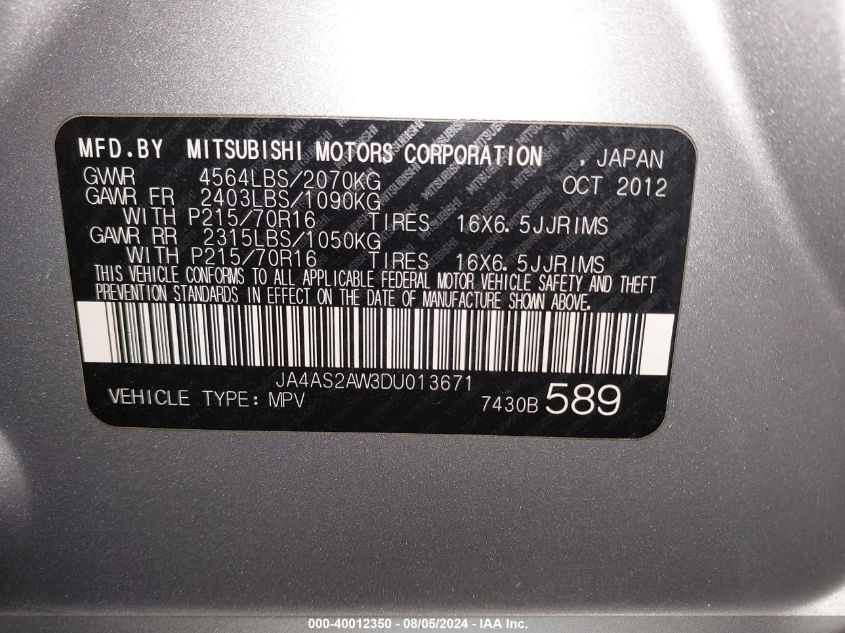 MFD.BY MITSUBISHI MOTORS CORPORATION , JAPAN
GVWR 4564LBS/2070KG OCT 2012
GAWR FR 2403LBS/1090KG
WITH P215/70R16 TIRES 16X6.5JJRIMS
GAWR RR 2315LBS/1050KG
WITH P215/70R16 TIRES 16X6.5JJRIMS
THIS VEHICLE CONFORMS TO ALL APPLICABLE FEDERAL MOTOR VEHICLE SAFETY AND THEFT
PREVENTION STANDARDS IN EFFECT ON THE DATE OF MANUFACTURE SHOWN ABOVE.
JA4AS2AW3DU013671
VEHICLE TYPE: MPV 7430B 589
000-40012350 - 08/05/2024 - IAA Inc.